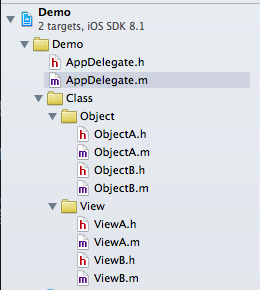 Demo
2 targets, iOS SDK 8.1
Demo
h AppDelegate.h
m AppDelegate.m
Class
Object
h ObjectA.h
m ObjectA.m
h ObjectB.h
m ObjectB.m
View
h ViewA.h
m ViewA.m
h ViewB.h
m ViewB.m